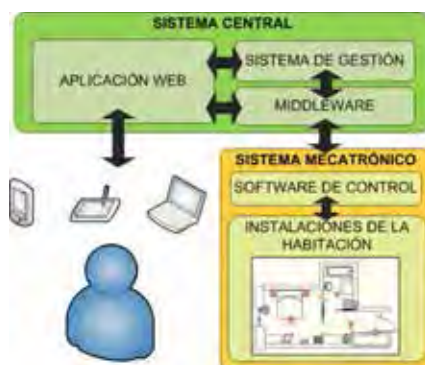 SISTEMA CENTRAL
APLICACIÓN WEB
SISTEMA DE GESTIÓN
MIDDLEWARE
SISTEMA MECATRÓNICO
SOFTWARE DE CONTROL
INSTALACIONES DE LA
HABITACIÓN